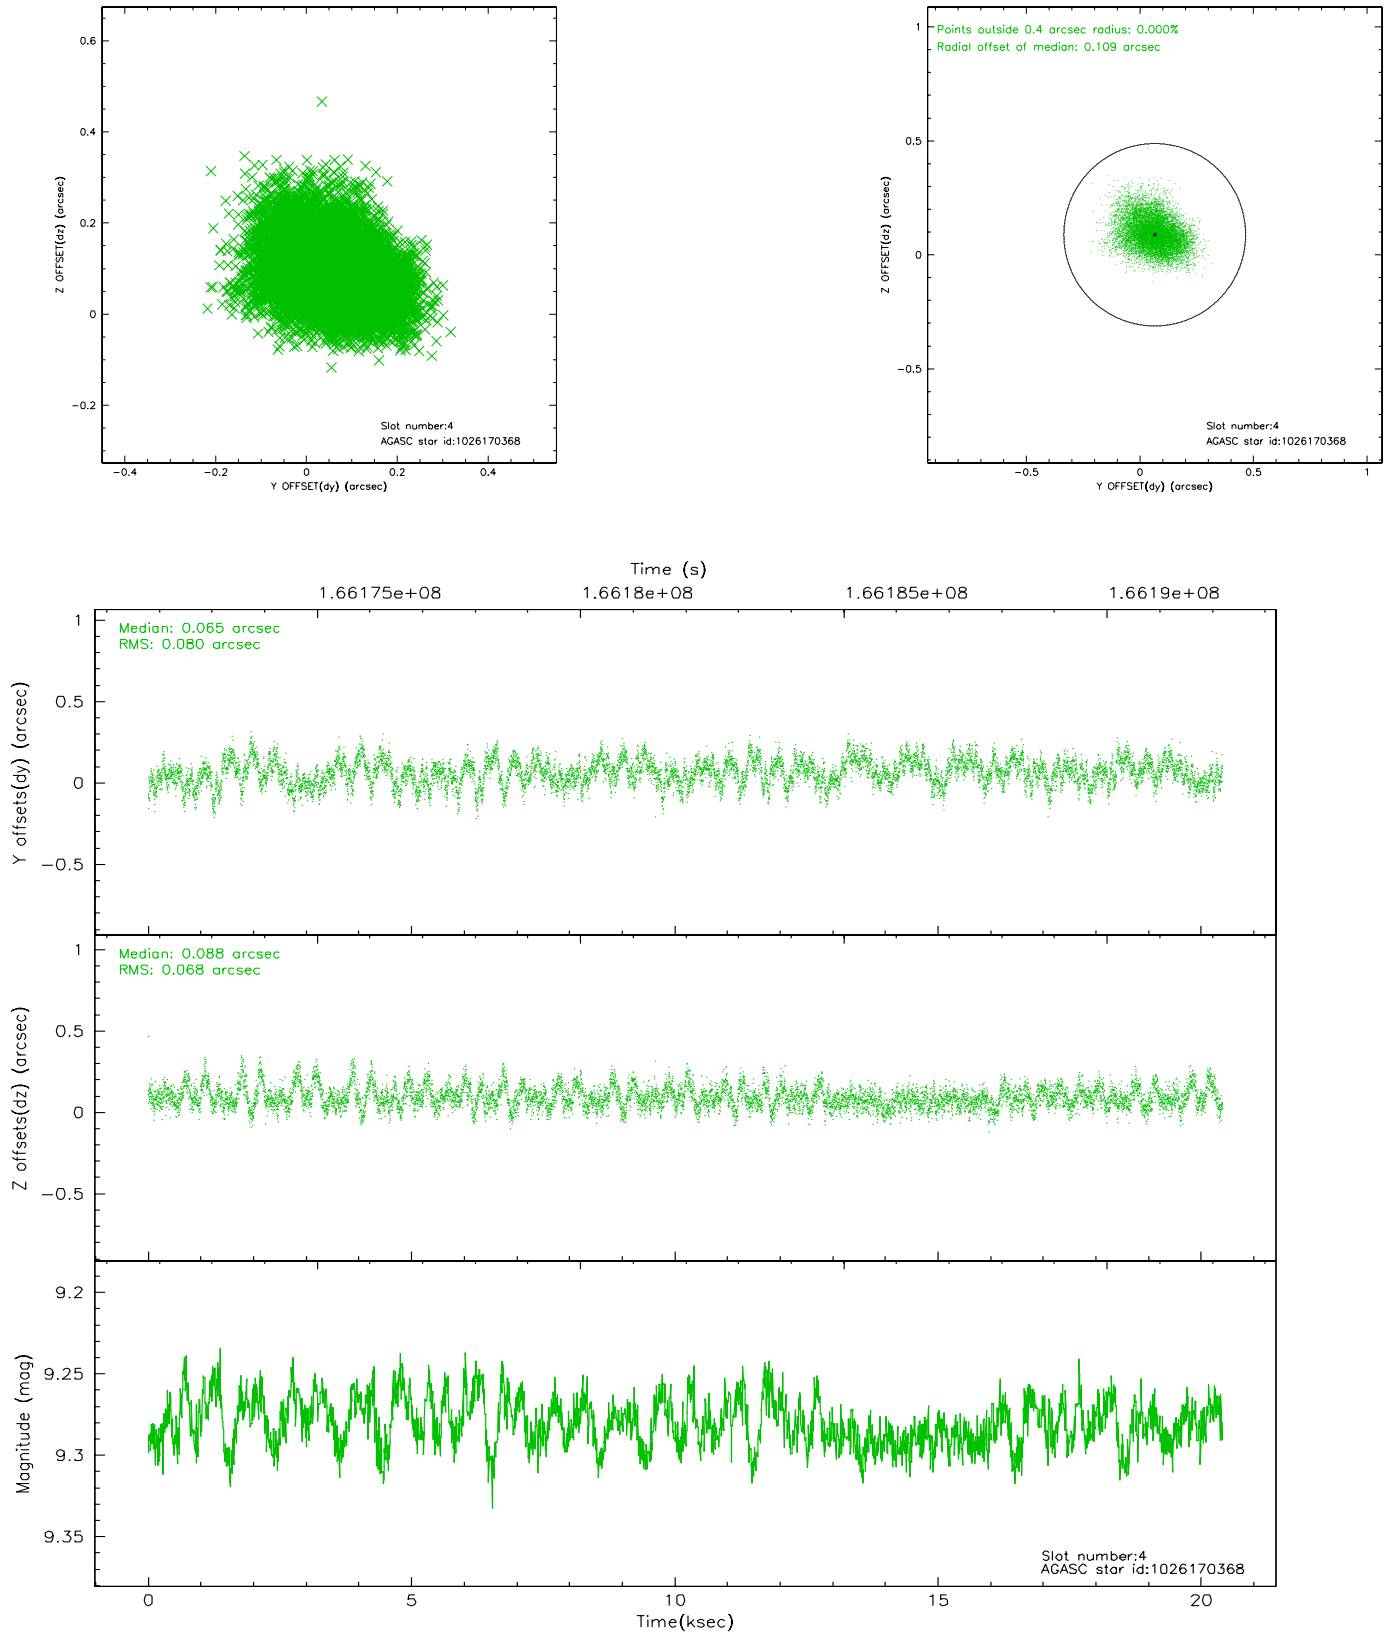 0.6
0.4
0.2
0
−0.2
Z OFFSET(dz) (arcsec)
Slot number:4
AGASC star id:1026170368
−0.4 −0.2 0 0.2 0.4
Y OFFSET(dy) (arcsec)
Points outside 0.4 arcsec radius: 0.000%
Radial offset of median: 0.109 arcsec
1
0.5
0
−0.5
Z OFFSET(dz) (arcsec)
Slot number:4
AGASC star id:1026170368
−0.5 0 0.5 1
Y OFFSET(dy) (arcsec)
Time (s)
1.66175e+08 1.6618e+08 1.66185e+08 1.6619e+08
Median: 0.065 arcsec
RMS: 0.080 arcsec
1
0.5
0
−0.5
Y offsets(dy) (arcsec)
Median: 0.088 arcsec
RMS: 0.068 arcsec
1
0.5
0
−0.5
Z offsets(dz) (arcsec)
9.2
9.25
9.3
9.35
Magnitude (mag)
Slot number:4
AGASC star id:1026170368
0 5 10 15 20
Time(ksec)